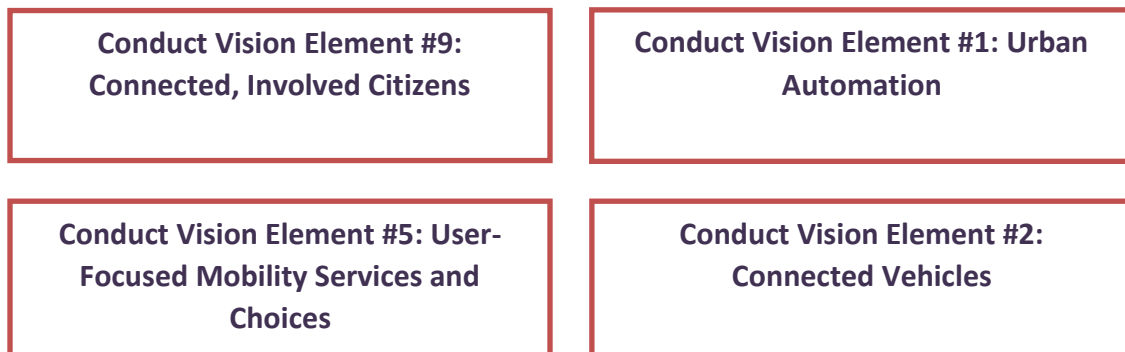 Conduct Vision Element #9:
Connected, Involved Citizens
Conduct Vision Element #1: Urban
Automation
Conduct Vision Element #5: User-
Focused Mobility Services and
Choices
Conduct Vision Element #2:
Connected Vehicles